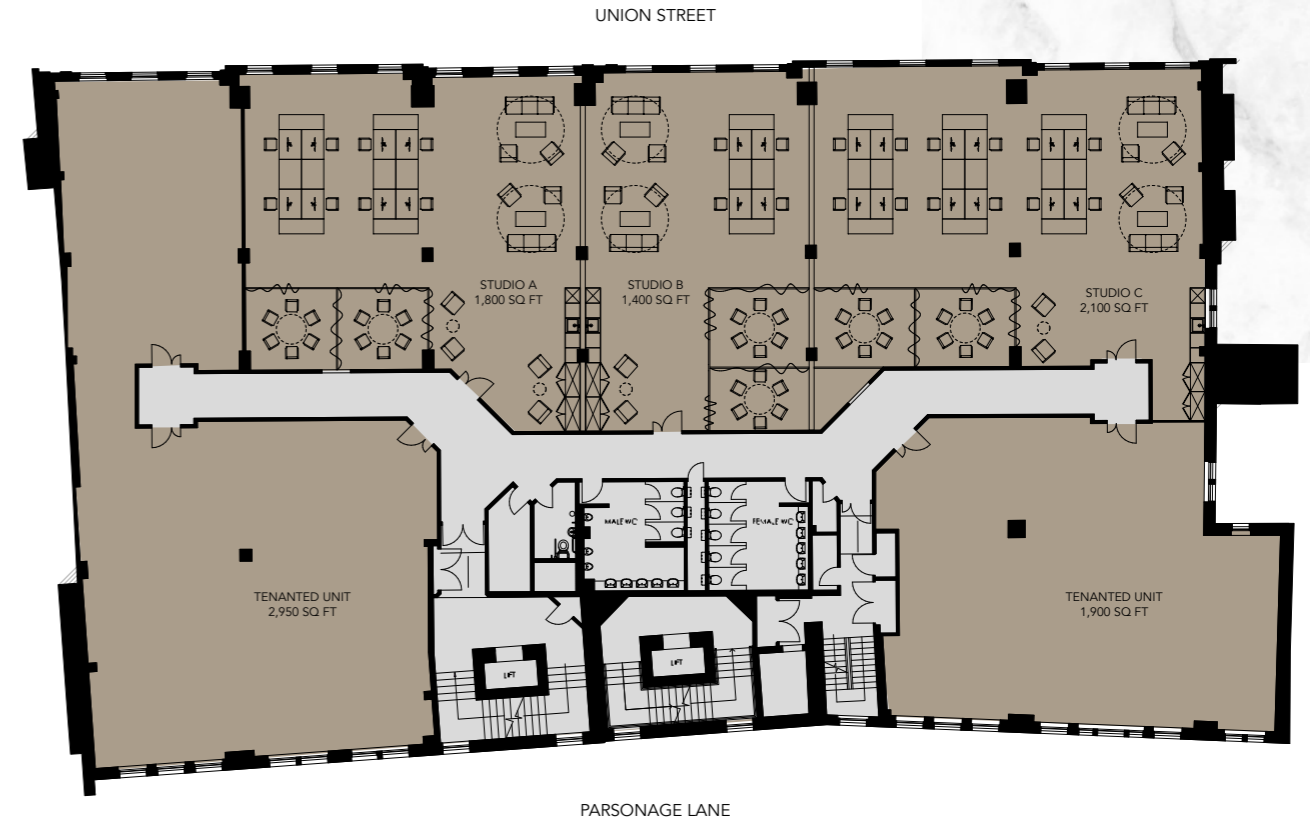 UNION STREET
STUDIO A
1,800 SQ FT
STUDIO B
1,400 SQ FT
STUDIO C
2,100 SQ FT
MALE WC
FEMALE WC
TENANTED UNIT
2,950 SQ FT
TENANTED UNIT
1,900 SQ FT
LIFT
LIFT
PARSONAGE LANE